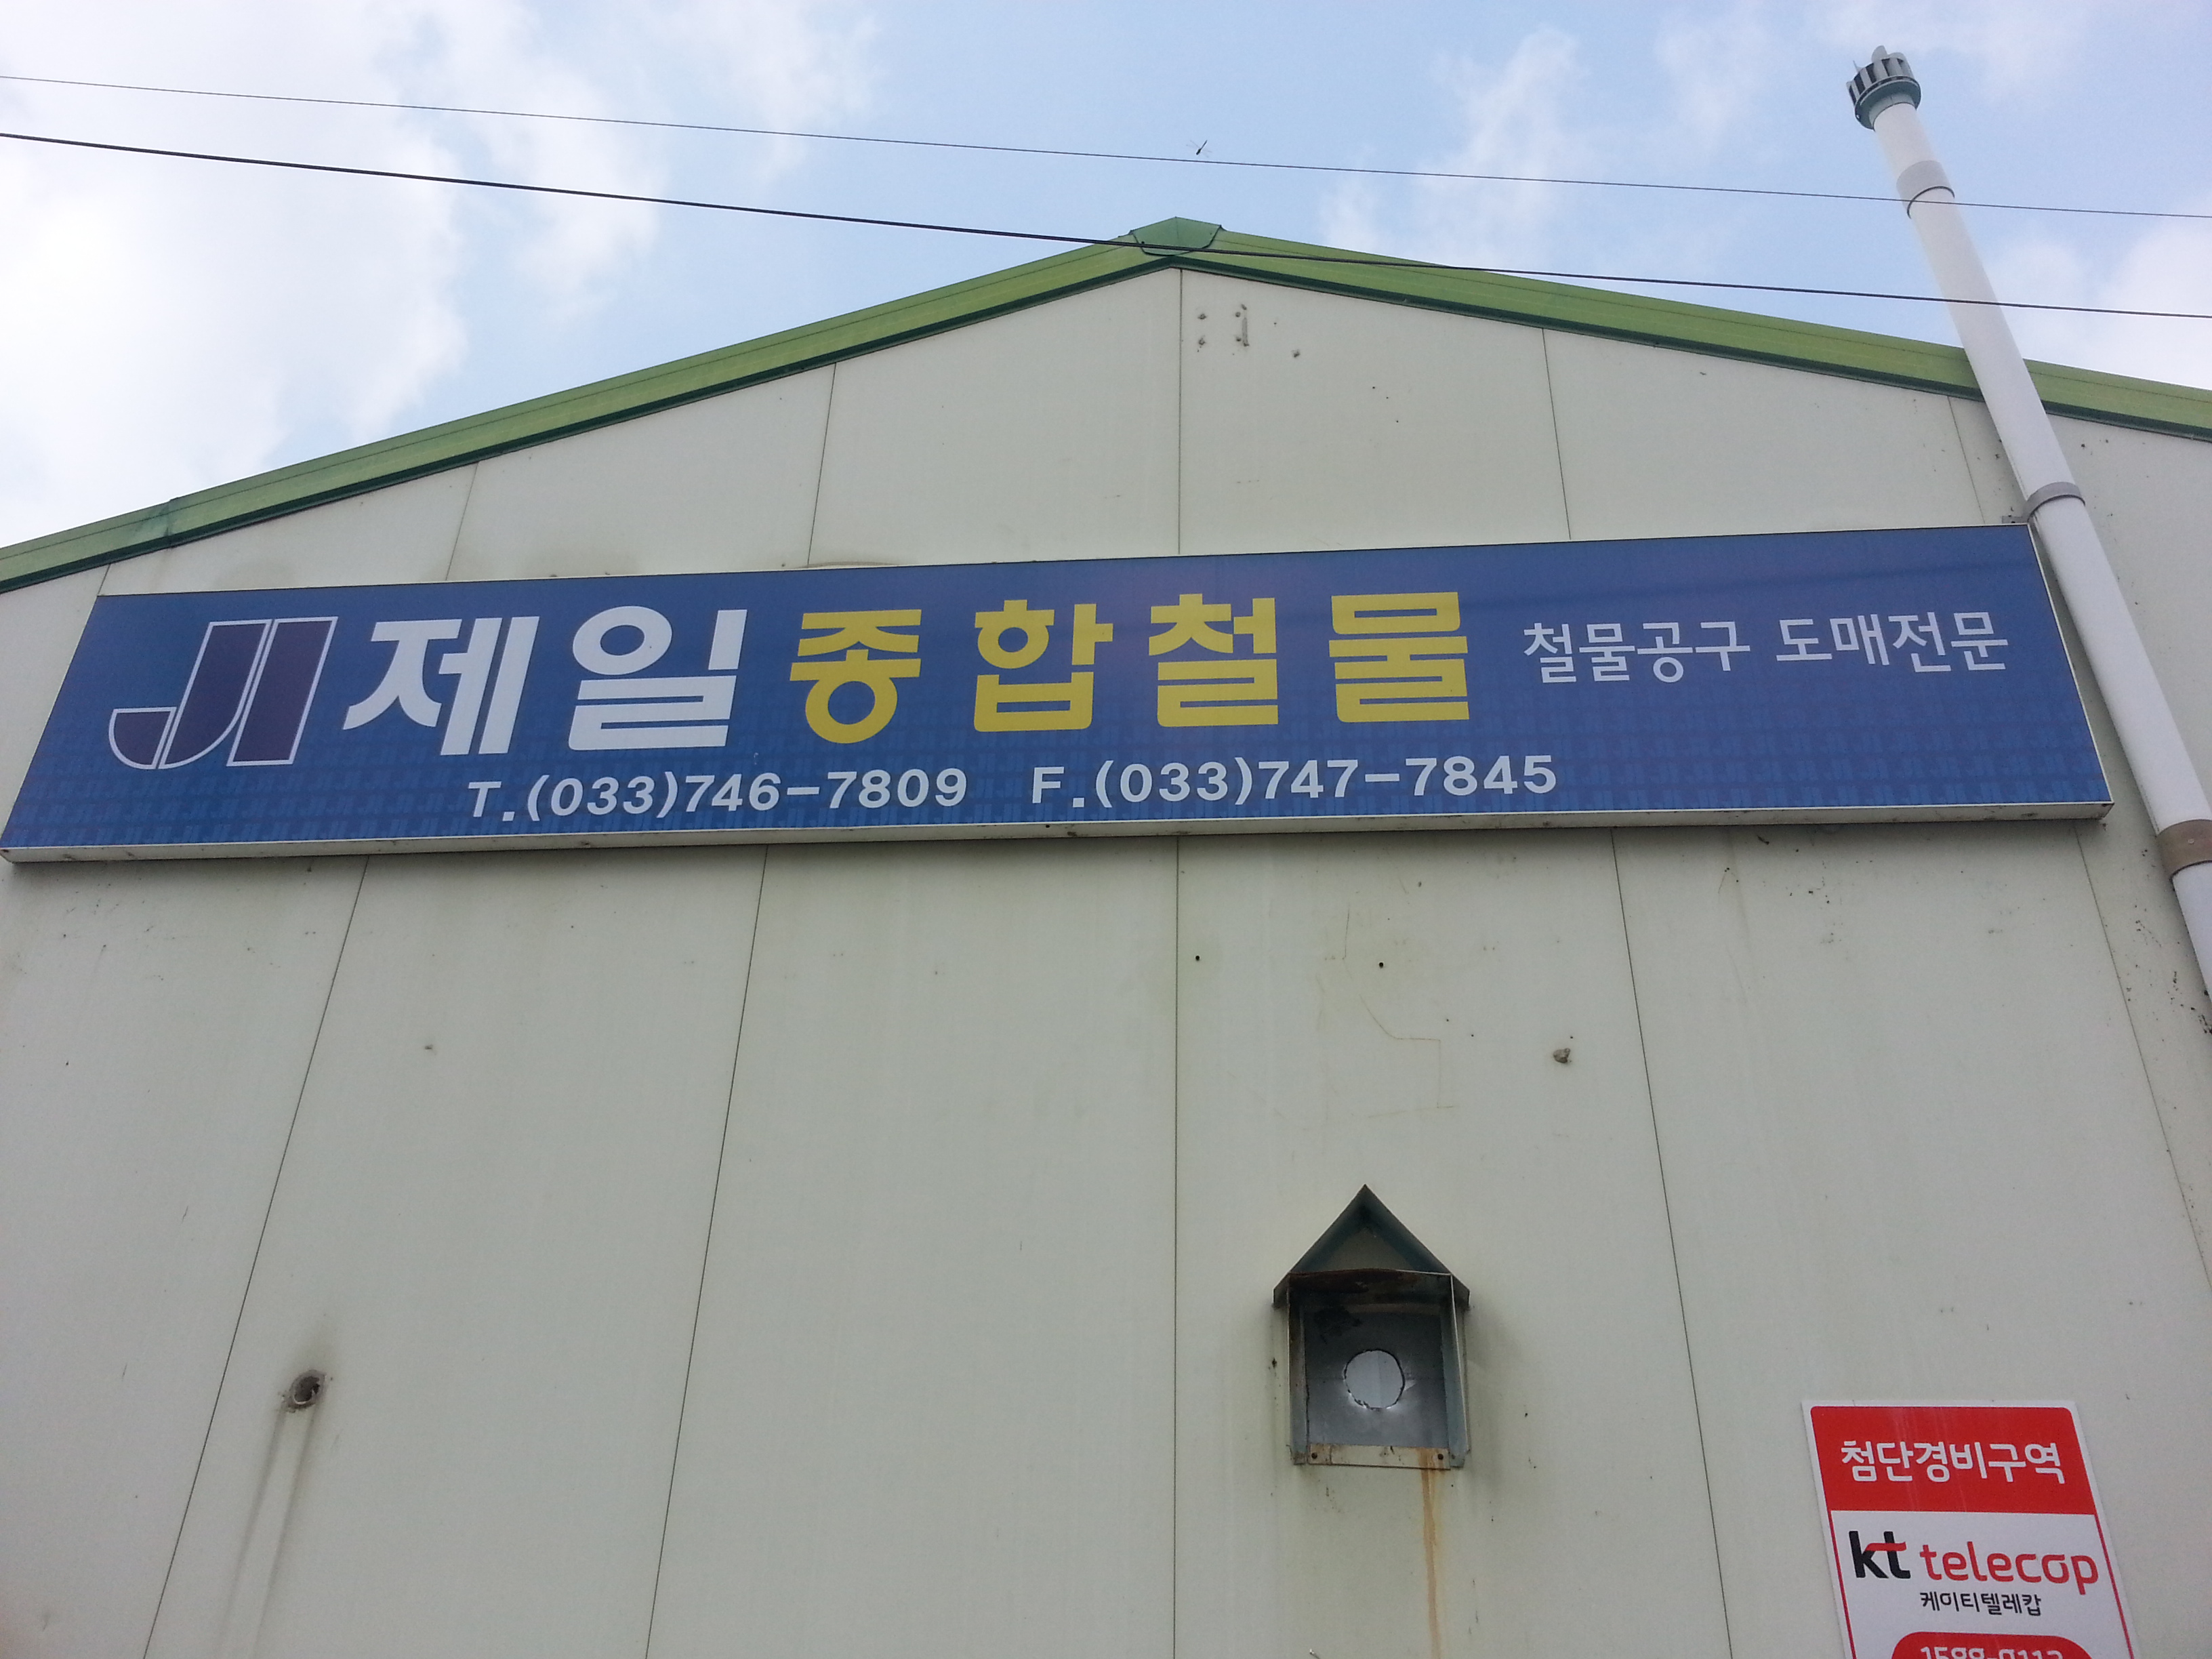 JI 제일종합철물 철물공구 도매전문
T.(033)746-7809 F.(033)747-7845
첨단경비구역
kt telecop
케이티텔레캅